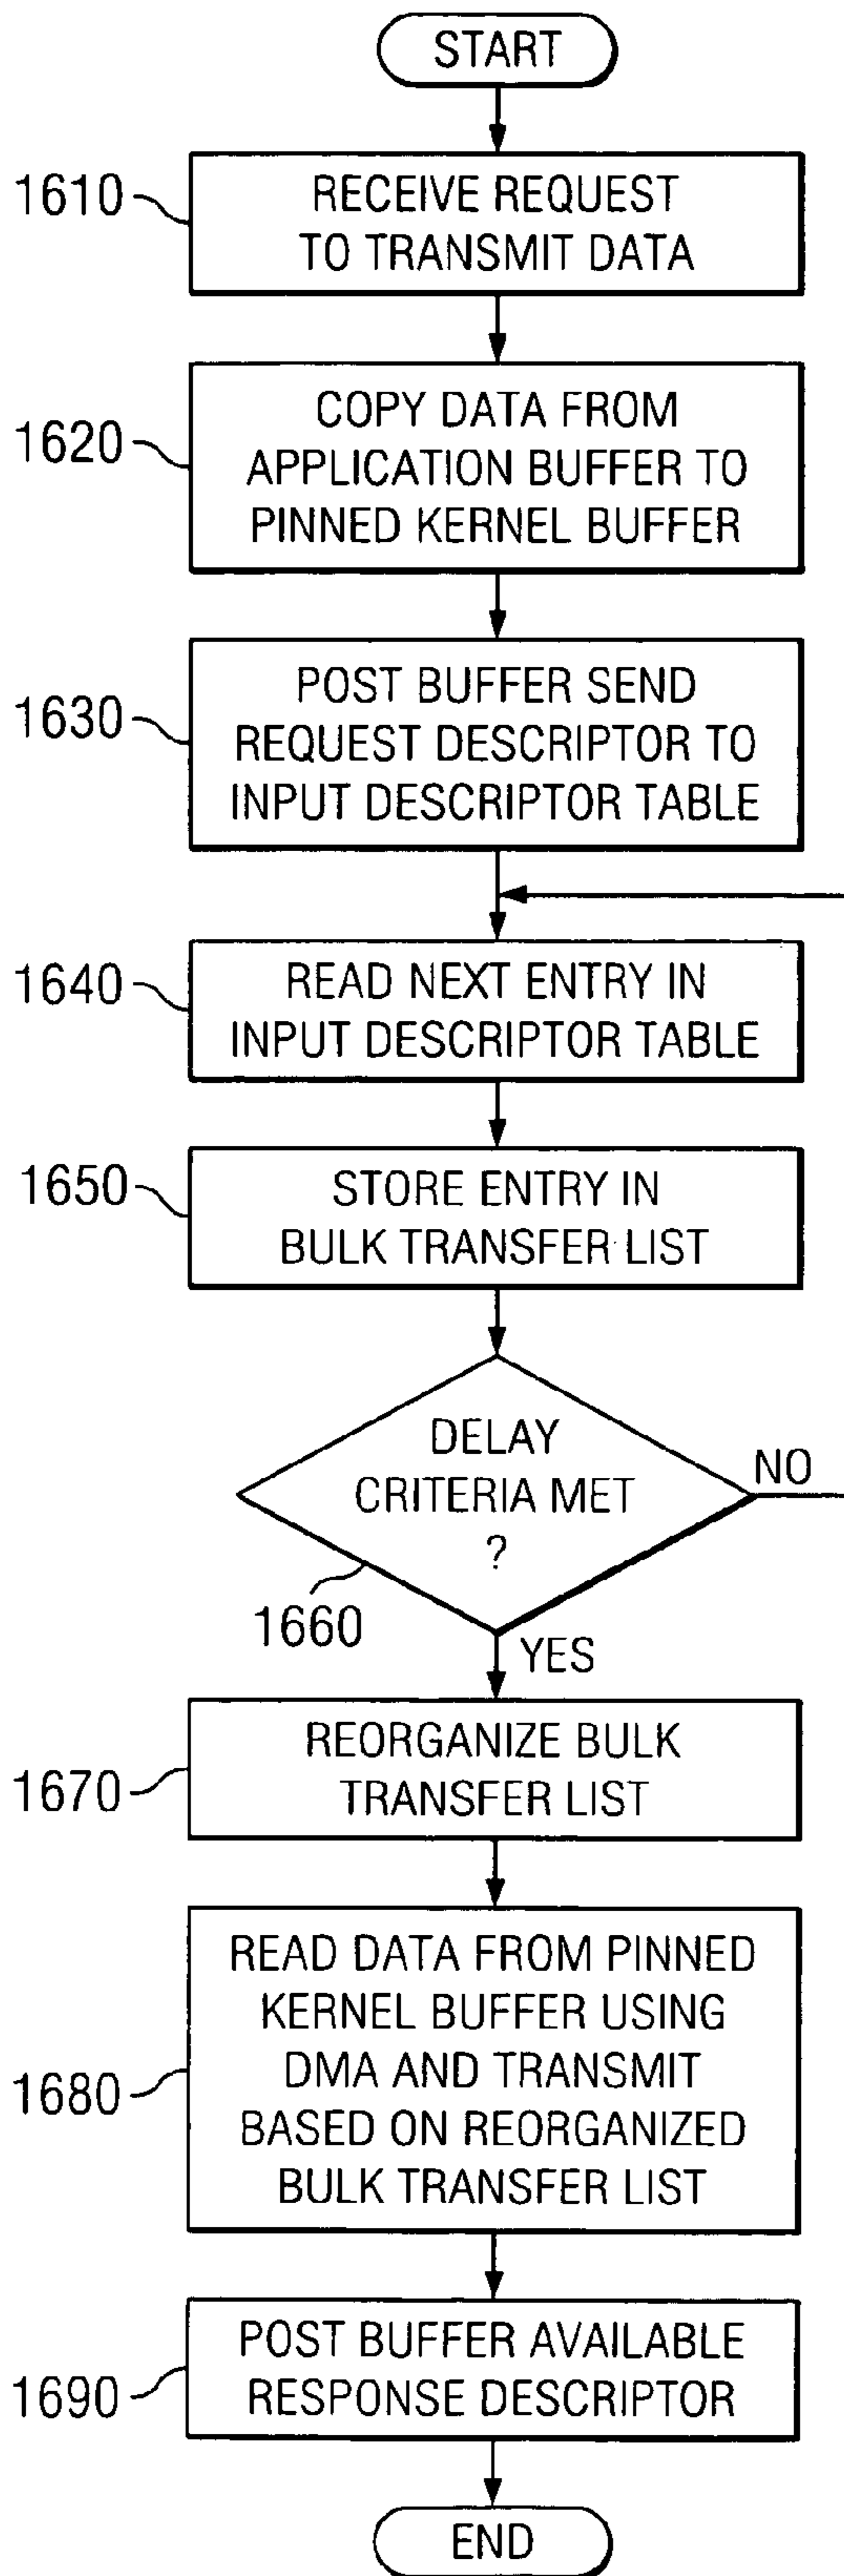 START
1610
RECEIVE REQUEST
TO TRANSMIT DATA
1620
COPY DATA FROM
APPLICATION BUFFER TO
PINNED KERNEL BUFFER
1630
POST BUFFER SEND
REQUEST DESCRIPTOR TO
INPUT DESCRIPTOR TABLE
1640
READ NEXT ENTRY IN
INPUT DESCRIPTOR TABLE
1650
STORE ENTRY IN
BULK TRANSFER LIST
DELAY
CRITERIA MET
?
NO
1660
YES
1670
REORGANIZE BULK
TRANSFER LIST
1680
READ DATA FROM PINNED
KERNEL BUFFER USING
DMA AND TRANSMIT
BASED ON REORGANIZED
BULK TRANSFER LIST
1690
POST BUFFER AVAILABLE
RESPONSE DESCRIPTOR
END